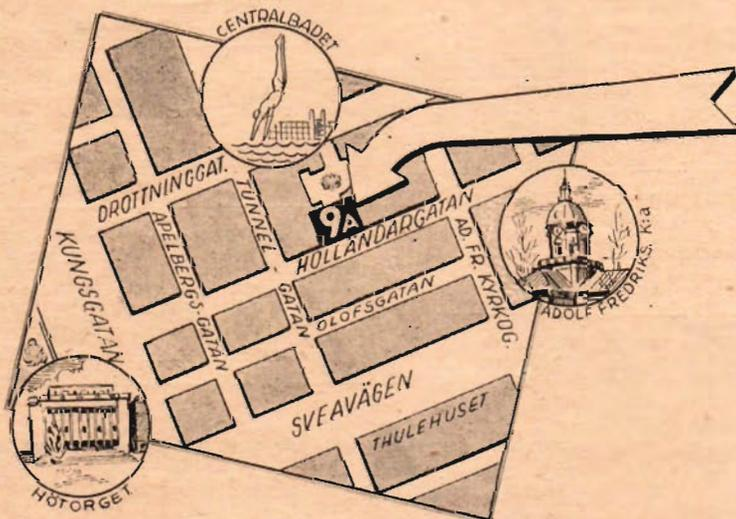 CENTRALBADET
DROTTNINGGAT.
TUNNEL-
GATAN
9A
HOLLÄNDARGATAN
AD. FR. KYRKOG.
ADOLF FREDRIKS. K:a
KUNGSGATAN
APELBERGS-GATAN
OLOFSGATAN
SVEAVÄGEN
THULEHUSET
HÖTORGET